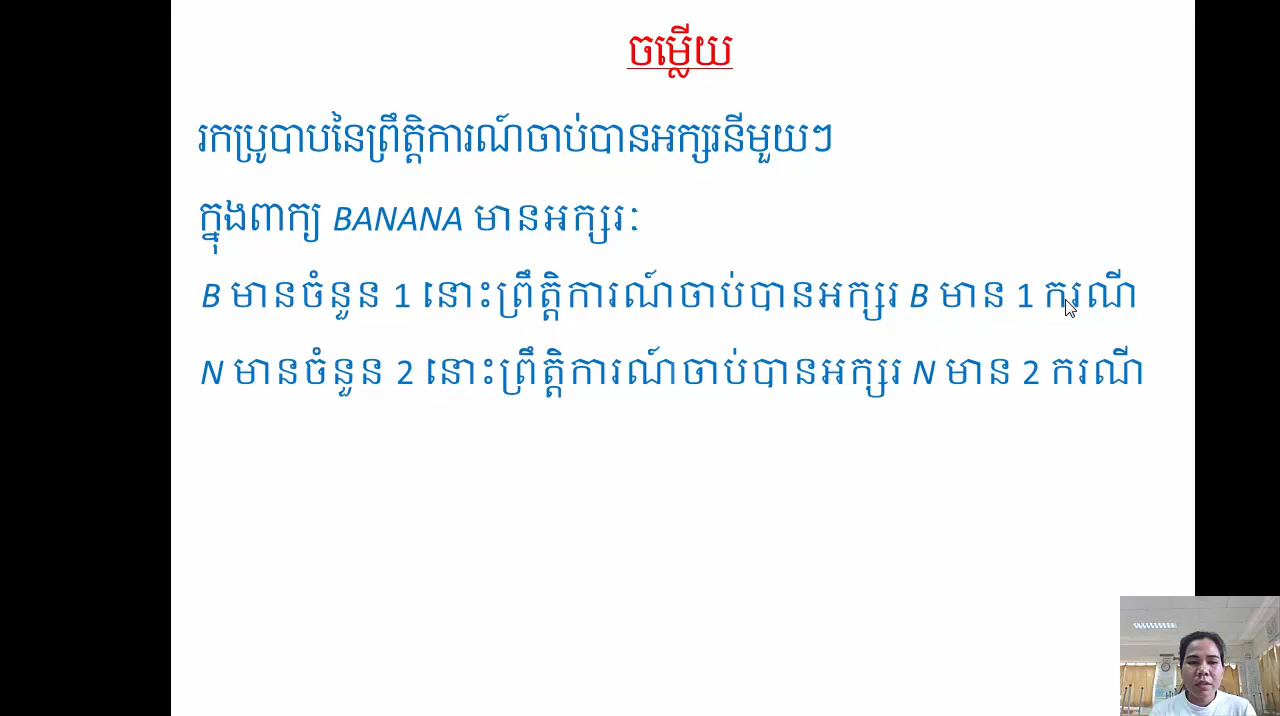 ចម្លើយ
រកប្រូបាបនៃព្រឹត្តិការណ៍ចាប់បានអក្សរនីមួយៗ
ក្នុងពាក្យ BANANA មានអក្សរៈ
B មានចំនួន 1 នោះព្រឹត្តិការណ៍ចាប់បានអក្សរ B មាន 1 ករណី
N មានចំនួន 2 នោះព្រឹត្តិការណ៍ចាប់បានអក្សរ N មាន 2 ករណី